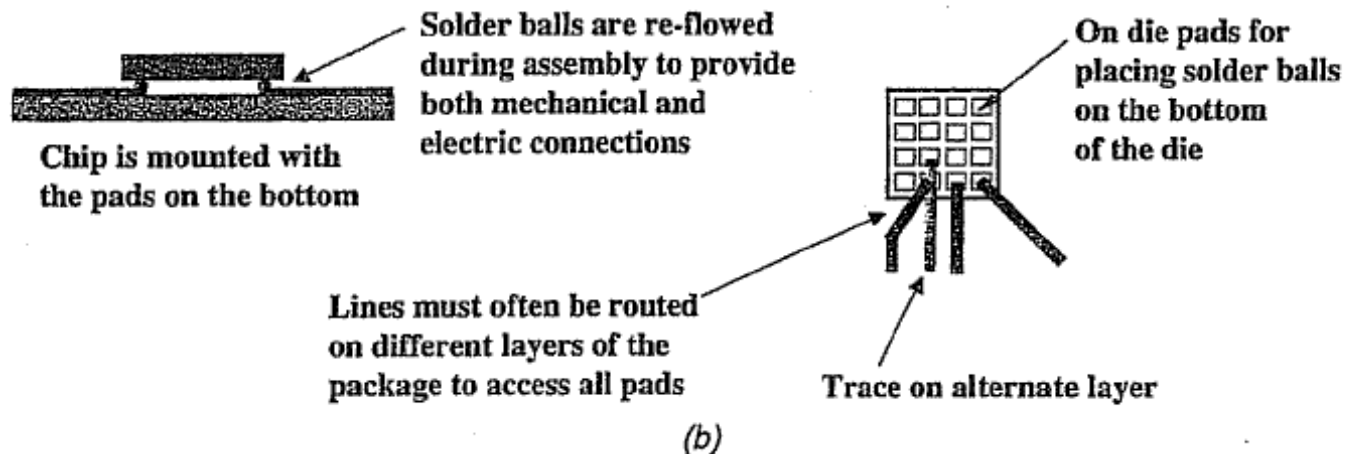 Solder balls are re-flowed
during assembly to provide
both mechanical and
electric connections
Chip is mounted with
the pads on the bottom
On die pads for
placing solder balls
on the bottom
of the die
Lines must often be routed
on different layers of the
package to access all pads
Trace on alternate layer
(b)